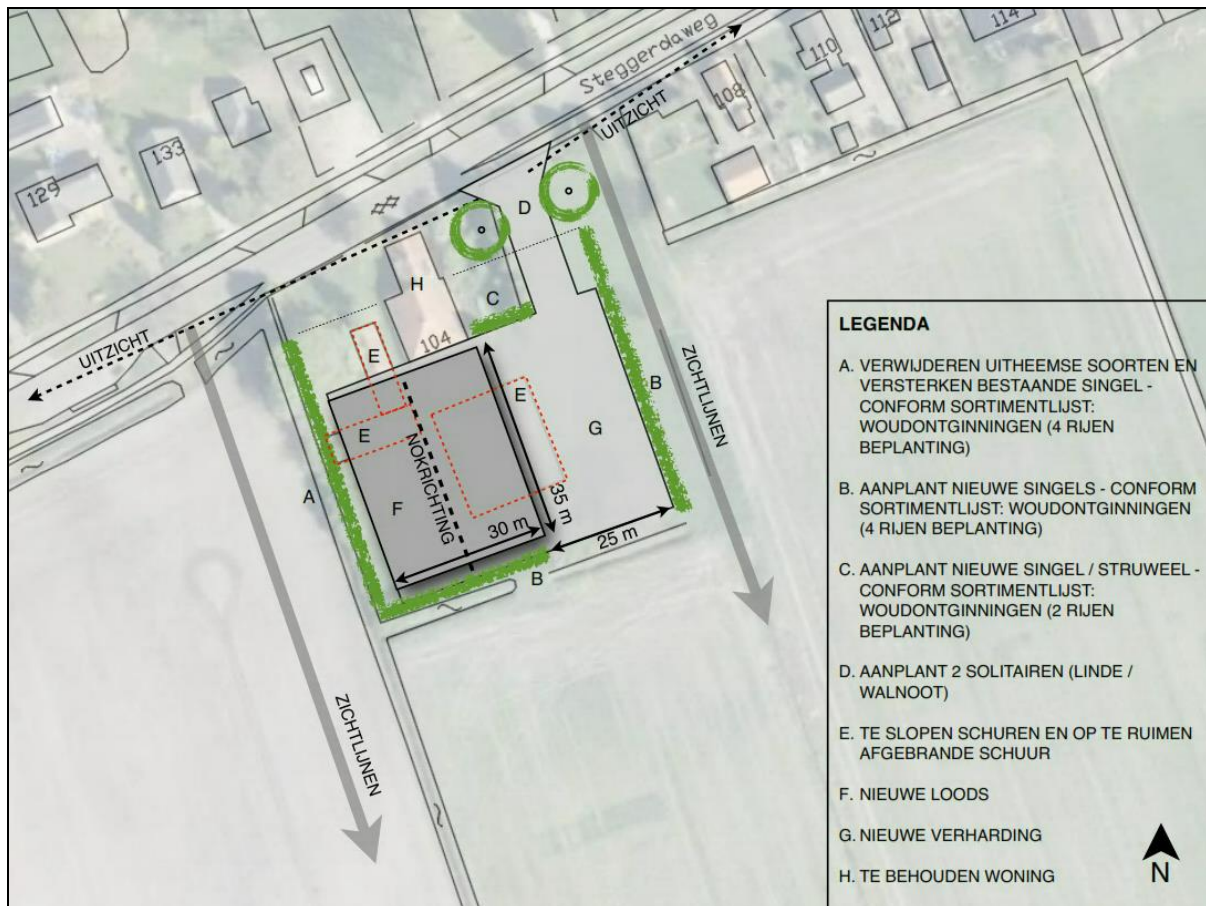 Steggerdaweg
112
114
110
108
UITZICHT
133
129
D
H
C
104
E
UITZICHT
E
E
B
ZICHTLIJNEN
G
NOKRICHTING
A
F
35 m
30 m
25 m
B
ZICHTLIJNEN
LEGENDA
A. VERWIJDEREN UITHEEMSE SOORTEN EN
VERSTERKEN BESTAANDE SINGEL -
CONFORM SORTIMENTLIJST:
WOUDONTGINNINGEN (4 RIJEN
BEPLANTING)
B. AANPLANT NIEUWE SINGELS - CONFORM
SORTIMENTLIJST: WOUDONTGINNINGEN
(4 RIJEN BEPLANTING)
C. AANPLANT NIEUWE SINGEL / STRUWEEL -
CONFORM SORTIMENTLIJST:
WOUDONTGINNINGEN (2 RIJEN
BEPLANTING)
D. AANPLANT 2 SOLITAIREN (LINDE /
WALNOOT)
E. TE SLOPEN SCHUREN EN OP TE RUIMEN
AFGEBRANDE SCHUUR
F. NIEUWE LOODS
G. NIEUWE VERHARDING
H. TE BEHOUDEN WONING
N